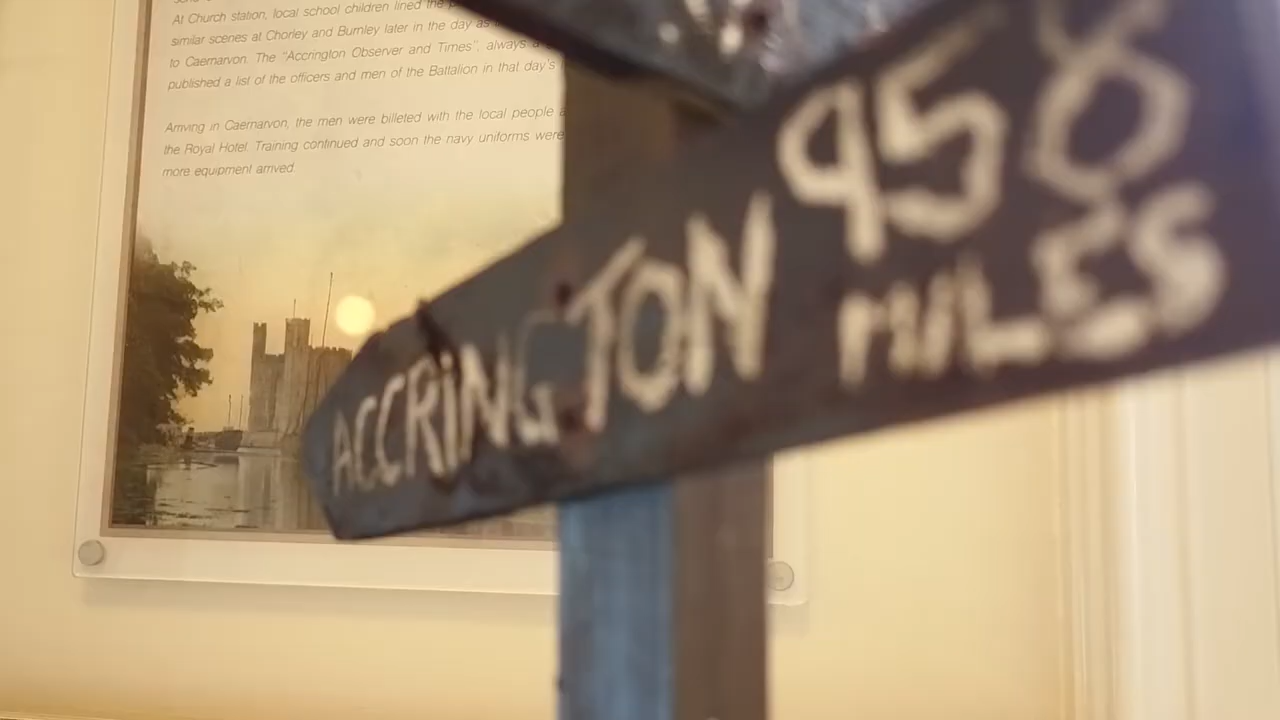 At Church station, local school children lined the
similar scenes at Chorley and Burnley later in the day as
to Caernarvon. The "Accrington Observer and Times", always a
published a list of the officers and men of the Battalion in that day's
Arriving in Caernarvon, the men were billeted with the local people
the Royal Hotel. Training continued and soon the navy uniforms were
more equipment arrived.
ACCRINGTON 958
MILES